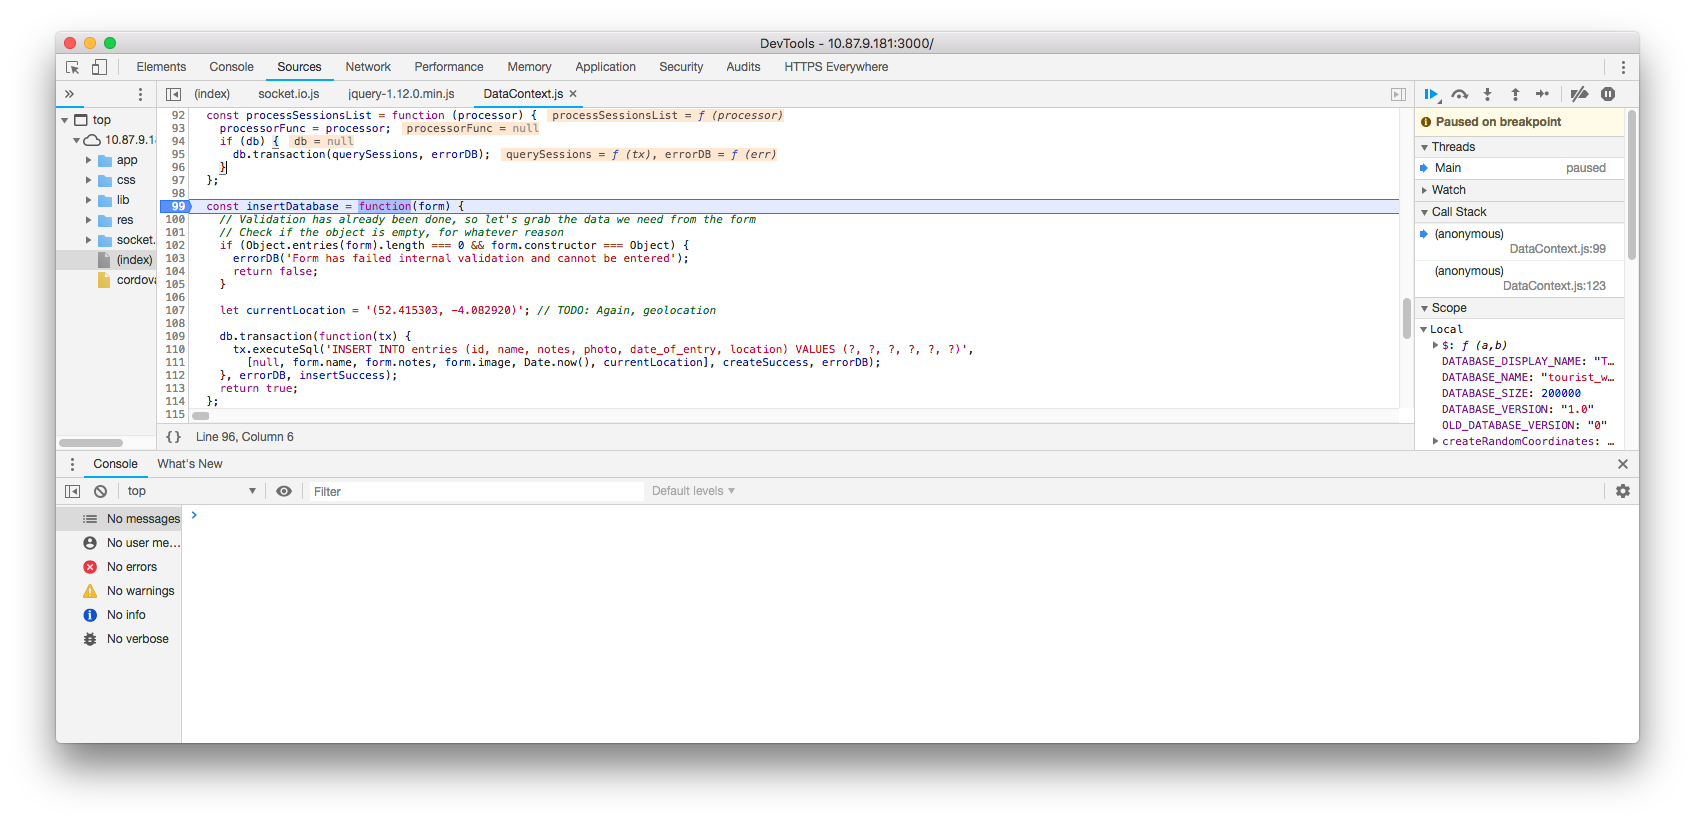 DevTools - 10.87.9.181:3000/
Elements Console Sources Network Performance Memory Application Security Audits HTTPS Everywhere
» (index) socket.io.js jquery-1.12.0.min.js DataContext.js ×
top
10.87.9.1
app
css
lib
res
socket.
(index)
cordova
92 const processSessionsList = function (processor) { processSessionsList = ƒ (processor)
93 processorFunc = processor; processorFunc = null
94 if (db) { db = null
95 db.transaction(querySessions, errorDB); querySessions = ƒ (tx), errorDB = ƒ (err)
96 }
97 };
98
99 const insertDatabase = function(form) {
100 // Validation has already been done, so let's grab the data we need from the form
101 // Check if the object is empty, for whatever reason
102 if (Object.entries(form).length === 0 && form.constructor === Object) {
103 errorDB('Form has failed internal validation and cannot be entered');
104 return false;
105 }
106
107 let currentLocation = '(52.415303, -4.082920)'; // TODO: Again, geolocation
108
109 db.transaction(function(tx) {
110 tx.executeSql('INSERT INTO entries (id, name, notes, photo, date_of_entry, location) VALUES (?, ?, ?, ?, ?, ?)',
111 [null, form.name, form.notes, form.image, Date.now(), currentLocation], createSuccess, errorDB);
112 }, errorDB, insertSuccess);
113 return true;
114 };
115
{} Line 96, Column 6
Paused on breakpoint
Threads
Main paused
Watch
Call Stack
(anonymous)
DataContext.js:99
(anonymous)
DataContext.js:123
Scope
Local
$: ƒ (a,b)
DATABASE_DISPLAY_NAME: "T…
DATABASE_NAME: "tourist_w…
DATABASE_SIZE: 200000
DATABASE_VERSION: "1.0"
OLD_DATABASE_VERSION: "0"
createRandomCoordinates: …
Console What's New
top Filter Default levels
No messages
No user me…
No errors
No warnings
No info
No verbose